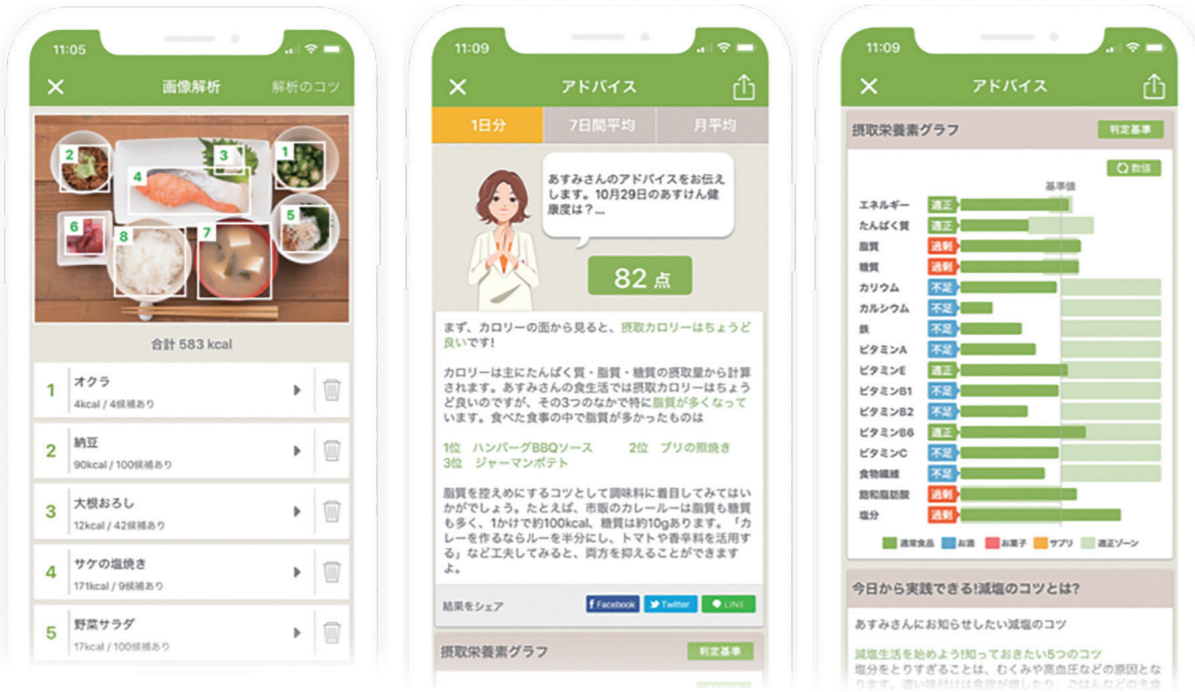 11:05
画像解析
解析のコツ
2
3
1
4
5
6
8
7
合計 583 kcal
1
オクラ
4kcal / 4候補あり
2
納豆
90kcal / 100候補あり
3
大根おろし
12kcal / 42候補あり
4
サケの塩焼き
171kcal / 9候補あり
5
野菜サラダ
17kcal / 100候補あり
11:09
アドバイス
1日分
7日間平均
月平均
あすみさんのアドバイスをお伝え
します。10月29日のあすけん健
康度は?...
82 点
まず、カロリーの面から見ると、摂取カロリーはちょうど
良いです!
カロリーは主にたんぱく質・脂質・糖質の摂取量から計算
されます。あすみさんの食生活では摂取カロリーはちょう
ど良いのですが、その3つのなかで特に脂質が多くなって
います。食べた食事の中で脂質が多かったものは
1位 ハンバーグBBQソース 2位 ブリの照焼き
3位 ジャーマンポテト
脂質を控えめにするコツとして調味料に着目してみてはい
かがでしょう。たとえば、市販のカレールーは脂質も糖質
も多く、1かけで約100kcal、糖質は約10gあります。「カ
レーを作るならルーを半分にし、トマトや香辛料を活用す
る」など工夫してみると、両方を抑えることができます
よ。
結果をシェア
Facebook
Twitter
LINE
摂取栄養素グラフ
判定基準
11:09
アドバイス
摂取栄養素グラフ
判定基準
数値
基準値
エネルギー 適正
たんぱく質 適正
脂質 過剰
糖質 過剰
カリウム 不足
カルシウム 不足
鉄 不足
ビタミンA 不足
ビタミンE 適正
ビタミンB1 不足
ビタミンB2 不足
ビタミンB6 適正
ビタミンC 不足
食物繊維 不足
飽和脂肪酸 過剰
塩分 過剰
通常食品 お酒 お菓子 サプリ 適正ゾーン
今日から実践できる!減塩のコツとは?
あすみさんにお知らせしたい減塩のコツ
減塩生活を始めよう!知っておきたい5つのコツ
塩分をとりすぎることは、むくみや高血圧などの原因とな
ります。濃い味付けは食欲が増したり、ごはんなどの主食